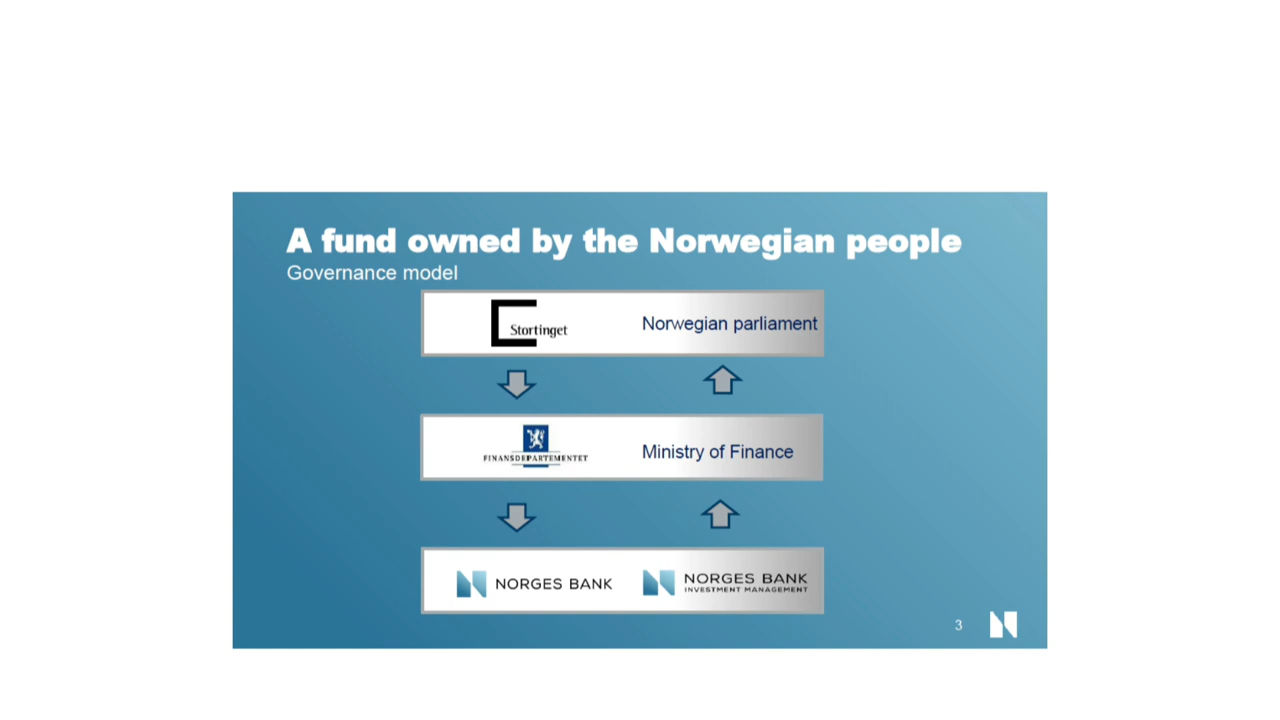 A fund owned by the Norwegian people
Governance model
Stortinget
Norwegian parliament
FINANSDEPARTEMENTET
Ministry of Finance
NORGES BANK
NORGES BANK
INVESTMENT MANAGEMENT
3